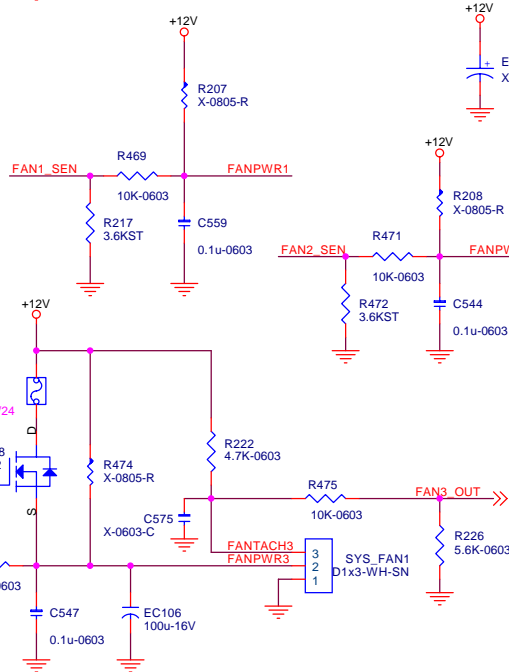 +12V
+12V
R207
X-0805-R
+12V
R469
FAN1_SEN
FANPWR1
10K-0603
R208
X-0805-R
R217
3.6KST
C559
0.1u-0603
R471
FAN2_SEN
10K-0603
R472
3.6KST
C544
0.1u-0603
+12V
D
S
R474
X-0805-R
R222
4.7K-0603
R475
10K-0603
FAN3_OUT
C575
X-0603-C
R226
5.6K-0603
FANTACH3
FANPWR3
3
2
1
SYS_FAN1
D1x3-WH-SN
C547
0.1u-0603
EC106
100u-16V